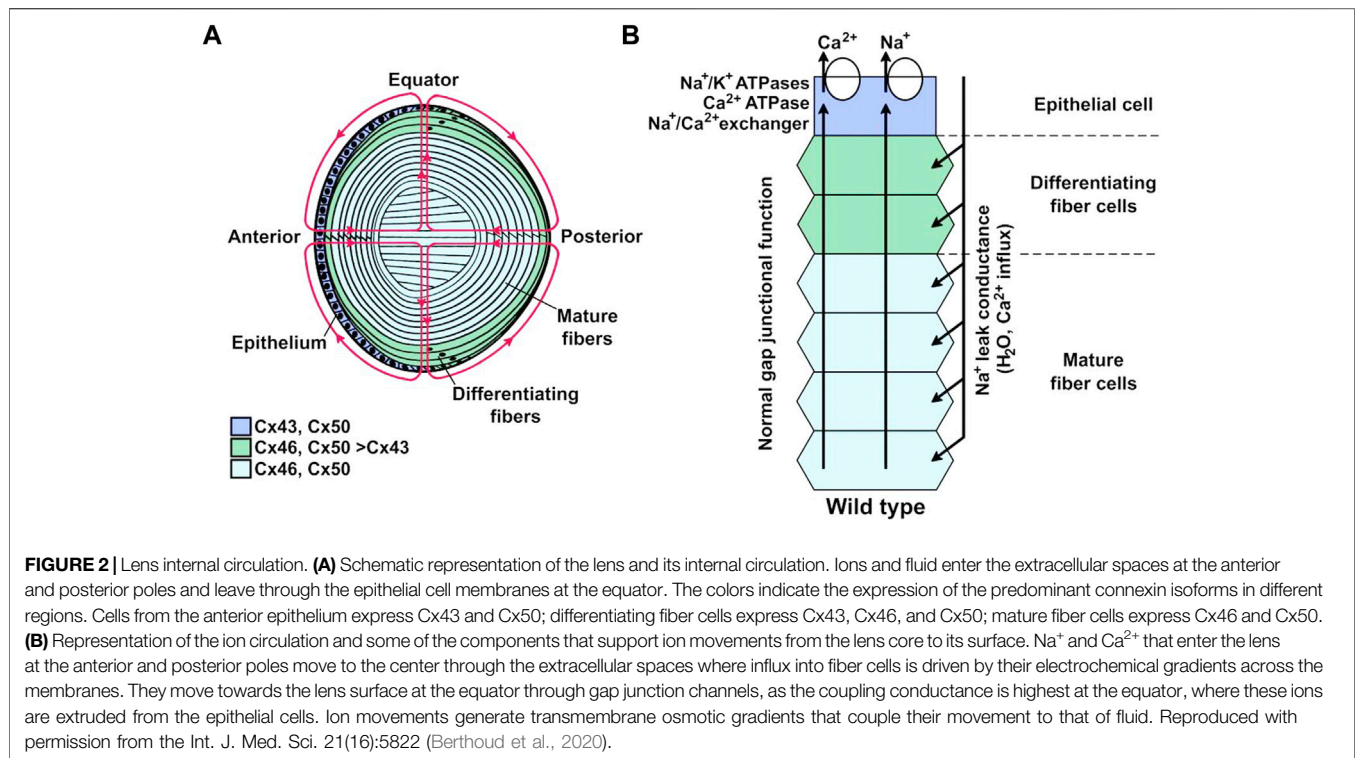 A
Equator
Anterior
Posterior
Mature
fibers
Epithelium
Differentiating
fibers
Cx43, Cx50
Cx46, Cx50 >Cx43
Cx46, Cx50
B
Ca²⁺
Na⁺
Na⁺/K⁺ ATPases
Ca²⁺ ATPase
Na⁺/Ca²⁺exchanger
Epithelial cell
Differentiating
fiber cells
Mature
fiber cells
Normal gap junctional function
Na⁺ leak conductance
(H₂O, Ca²⁺ influx)
Wild type
FIGURE 2 | Lens internal circulation. (A) Schematic representation of the lens and its internal circulation. Ions and fluid enter the extracellular spaces at the anterior
and posterior poles and leave through the epithelial cell membranes at the equator. The colors indicate the expression of the predominant connexin isoforms in different
regions. Cells from the anterior epithelium express Cx43 and Cx50; differentiating fiber cells express Cx43, Cx46, and Cx50; mature fiber cells express Cx46 and Cx50.
(B) Representation of the ion circulation and some of the components that support ion movements from the lens core to its surface. Na⁺ and Ca²⁺ that enter the lens
at the anterior and posterior poles move to the center through the extracellular spaces where influx into fiber cells is driven by their electrochemical gradients across the
membranes. They move towards the lens surface at the equator through gap junction channels, as the coupling conductance is highest at the equator, where these ions
are extruded from the epithelial cells. Ion movements generate transmembrane osmotic gradients that couple their movement to that of fluid. Reproduced with
permission from the Int. J. Med. Sci. 21(16):5822 (Berthoud et al., 2020).